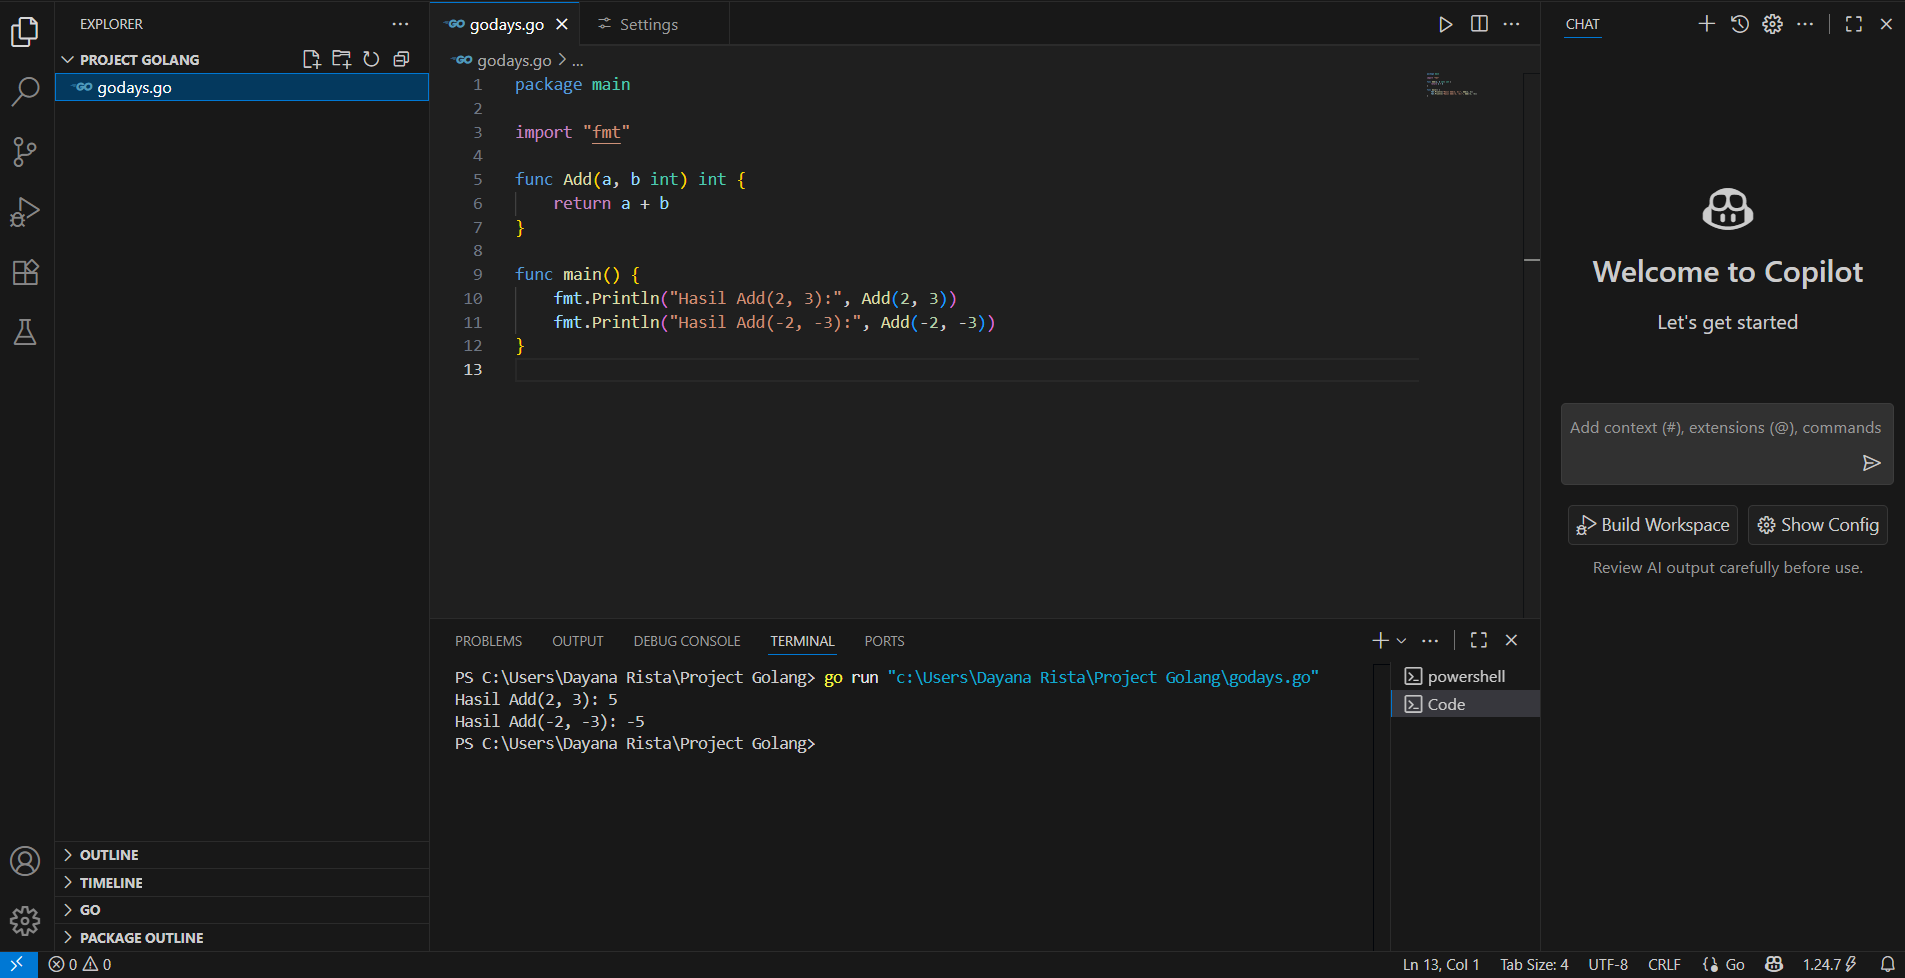 EXPLORER
PROJECT GOLANG
GO godays.go
GO godays.go
Settings
GO godays.go > ...
1 package main
2
3 import "fmt"
4
5 func Add(a, b int) int {
6 return a + b
7 }
8
9 func main() {
10 fmt.Println("Hasil Add(2, 3):", Add(2, 3))
11 fmt.Println("Hasil Add(-2, -3):", Add(-2, -3))
12 }
13
PROBLEMS OUTPUT DEBUG CONSOLE TERMINAL PORTS
PS C:\Users\Dayana Rista\Project Golang> go run "c:\Users\Dayana Rista\Project Golang\godays.go"
Hasil Add(2, 3): 5
Hasil Add(-2, -3): -5
PS C:\Users\Dayana Rista\Project Golang>
powershell
Code
CHAT
Welcome to Copilot
Let's get started
Add context (#), extensions (@), commands
Build Workspace
Show Config
Review AI output carefully before use.
OUTLINE
TIMELINE
GO
PACKAGE OUTLINE
0 0
Ln 13, Col 1 Tab Size: 4 UTF-8 CRLF Go 1.24.7